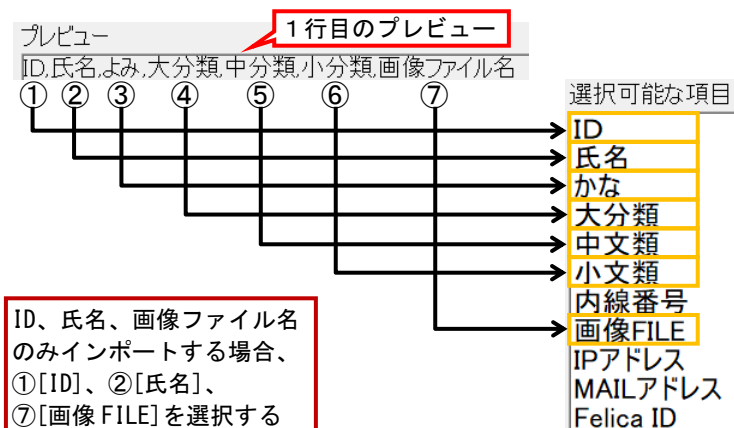 プレビュー
1行目のプレビュー
ID,氏名,よみ,大分類,中分類,小分類,画像ファイル名
① ② ③ ④ ⑤ ⑥ ⑦
選択可能な項目
ID
氏名
かな
大分類
中文類
小文類
内線番号
画像FILE
IPアドレス
MAILアドレス
Felica ID
ID、氏名、画像ファイル名
のみインポートする場合、
①[ID]、②[氏名]、
⑦[画像FILE]を選択する